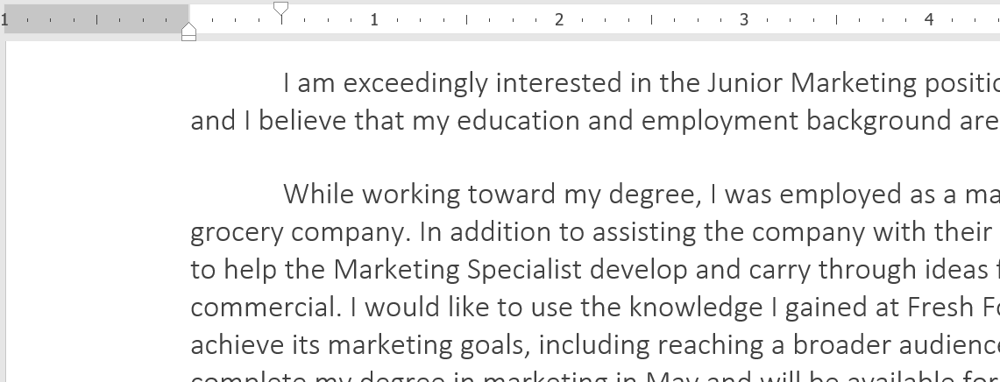 1 1 2 3 4
I am exceedingly interested in the Junior Marketing
and I believe that my education and employment background are
While working toward my degree, I was employed as a
grocery company. In addition to assisting the company with their
to help the Marketing Specialist develop and carry through ideas
commercial. I would like to use the knowledge I gained at Fresh
achieve its marketing goals, including reaching a broader audience
complete my degree in marketing in May and will be available for